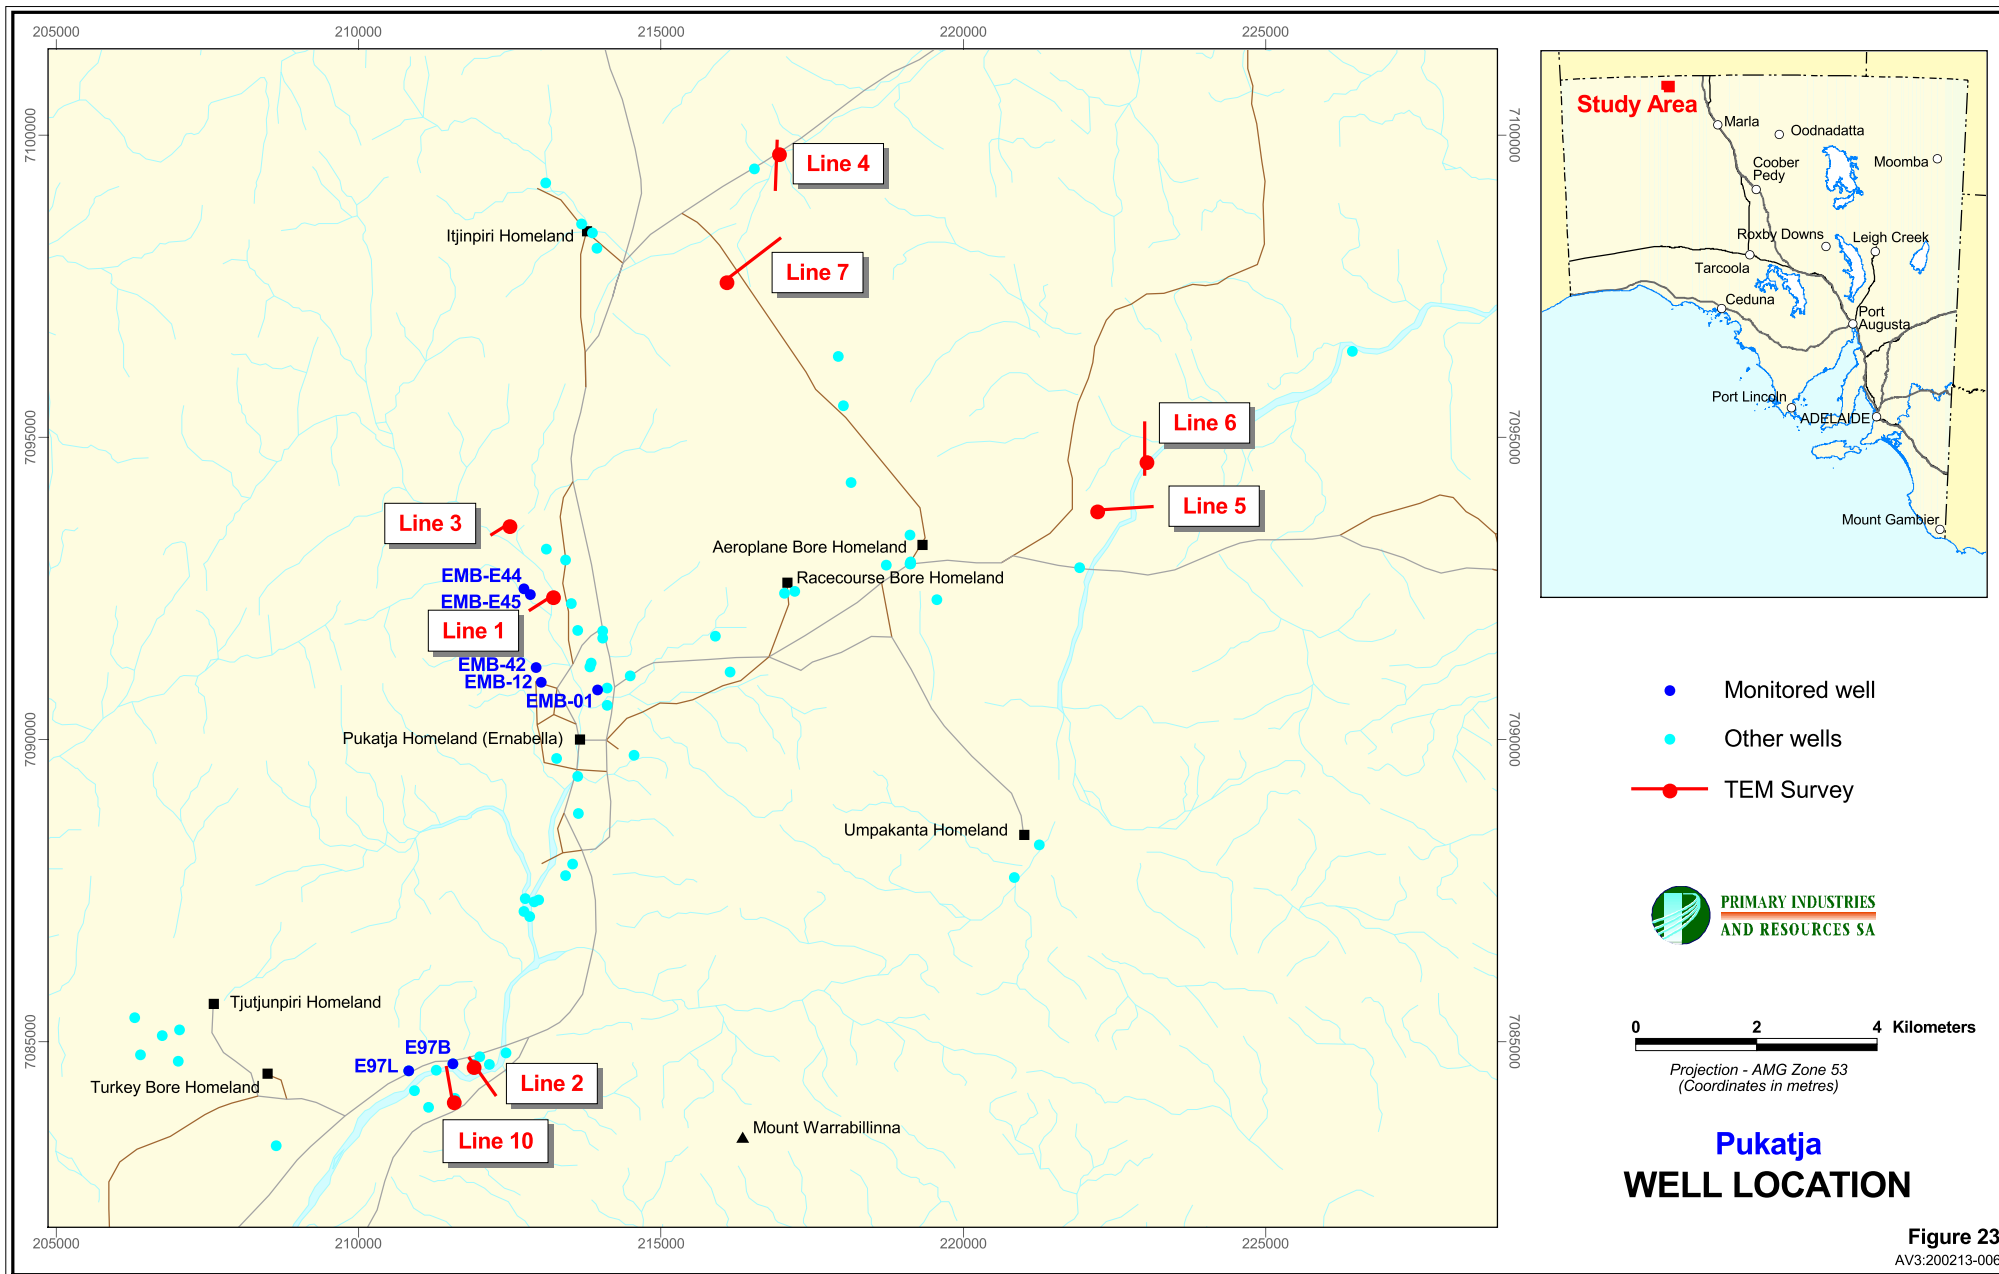 205000
210000
215000
220000
225000
7100000
7095000
7090000
7085000
7100000
7095000
7090000
7085000
Line 4
Itjinpiri Homeland
Line 7
Line 6
Line 5
Line 3
Aeroplane Bore Homeland
Racecourse Bore Homeland
EMB-E44
EMB-E45
Line 1
EMB-42
EMB-12
EMB-01
Pukatja Homeland (Ernabella)
Umpakanta Homeland
Tjutjunpiri Homeland
E97B
E97L
Turkey Bore Homeland
Line 2
Line 10
Mount Warrabillinna
205000
210000
215000
220000
225000
Study Area
Marla
Oodnadatta
Coober
Pedy
Moomba
Roxby Downs
Leigh Creek
Tarcoola
Ceduna
Port
Augusta
Port Lincoln
ADELAIDE
Mount Gambier
Monitored well
Other wells
TEM Survey
PRIMARY INDUSTRIES
AND RESOURCES SA
0 2 4 Kilometers
Projection - AMG Zone 53
(Coordinates in metres)
Pukatja
WELL LOCATION
Figure 23
AV3:200213-006